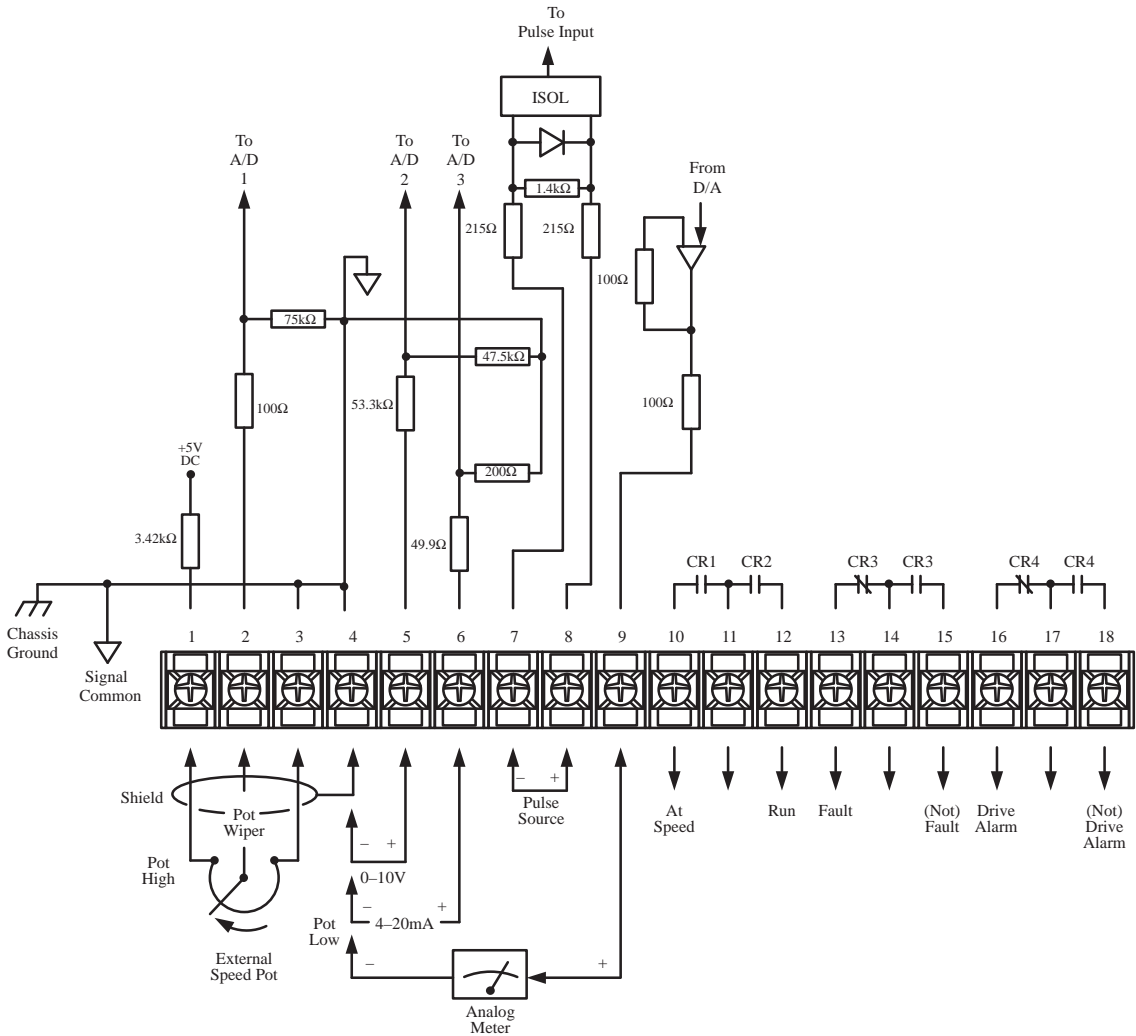 To
Pulse Input
ISOL
To
A/D
1
To
A/D
2
To
A/D
3
From
D/A
1.4kΩ
215Ω
215Ω
100Ω
75kΩ
47.5kΩ
100Ω
53.3kΩ
100Ω
+5V
DC
200Ω
3.42kΩ
49.9Ω
CR1
CR2
CR3
CR3
CR4
CR4
Chassis
Ground
Signal
Common
1 2 3 4 5 6 7 8 9 10 11 12 13 14 15 16 17 18
Shield
Pot
Wiper
Pot
High
– +
0–10V
– +
4–20mA
Pot
Low
– +
Pulse
Source
At
Speed
Run
Fault
(Not)
Fault
Drive
Alarm
(Not)
Drive
Alarm
External
Speed Pot
– +
Analog
Meter